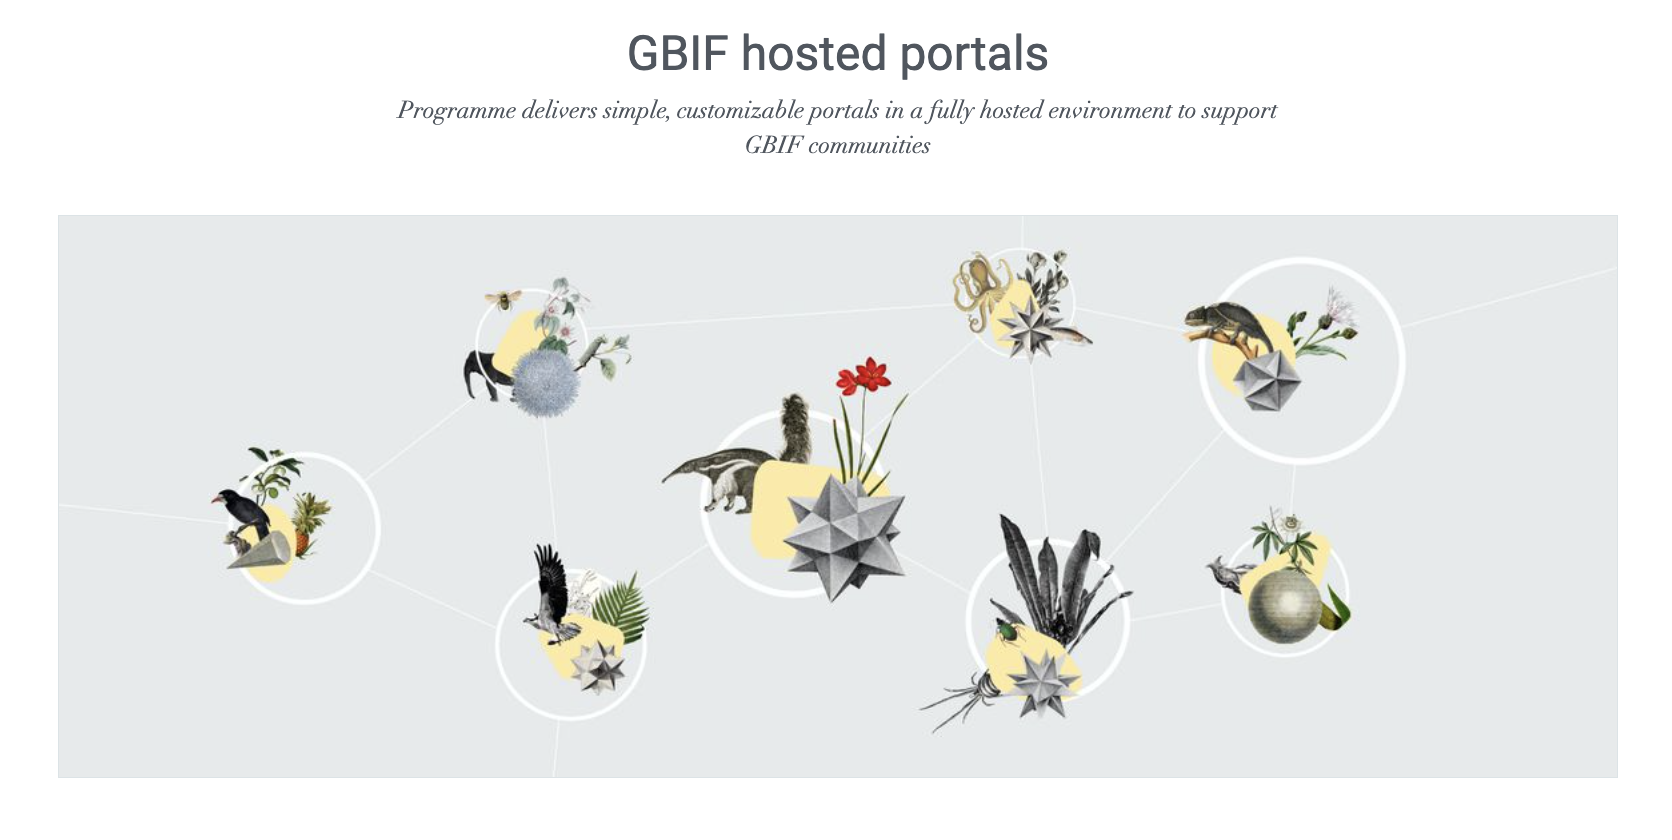 GBIF hosted portals
Programme delivers simple, customizable portals in a fully hosted environment to support
GBIF communities